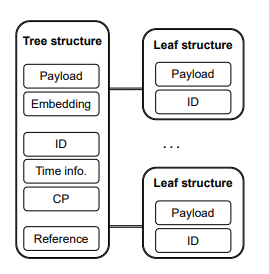 Tree structure
Payload
Embedding
ID
Time info.
CP
Reference
Leaf structure
Payload
ID
...
Leaf structure
Payload
ID